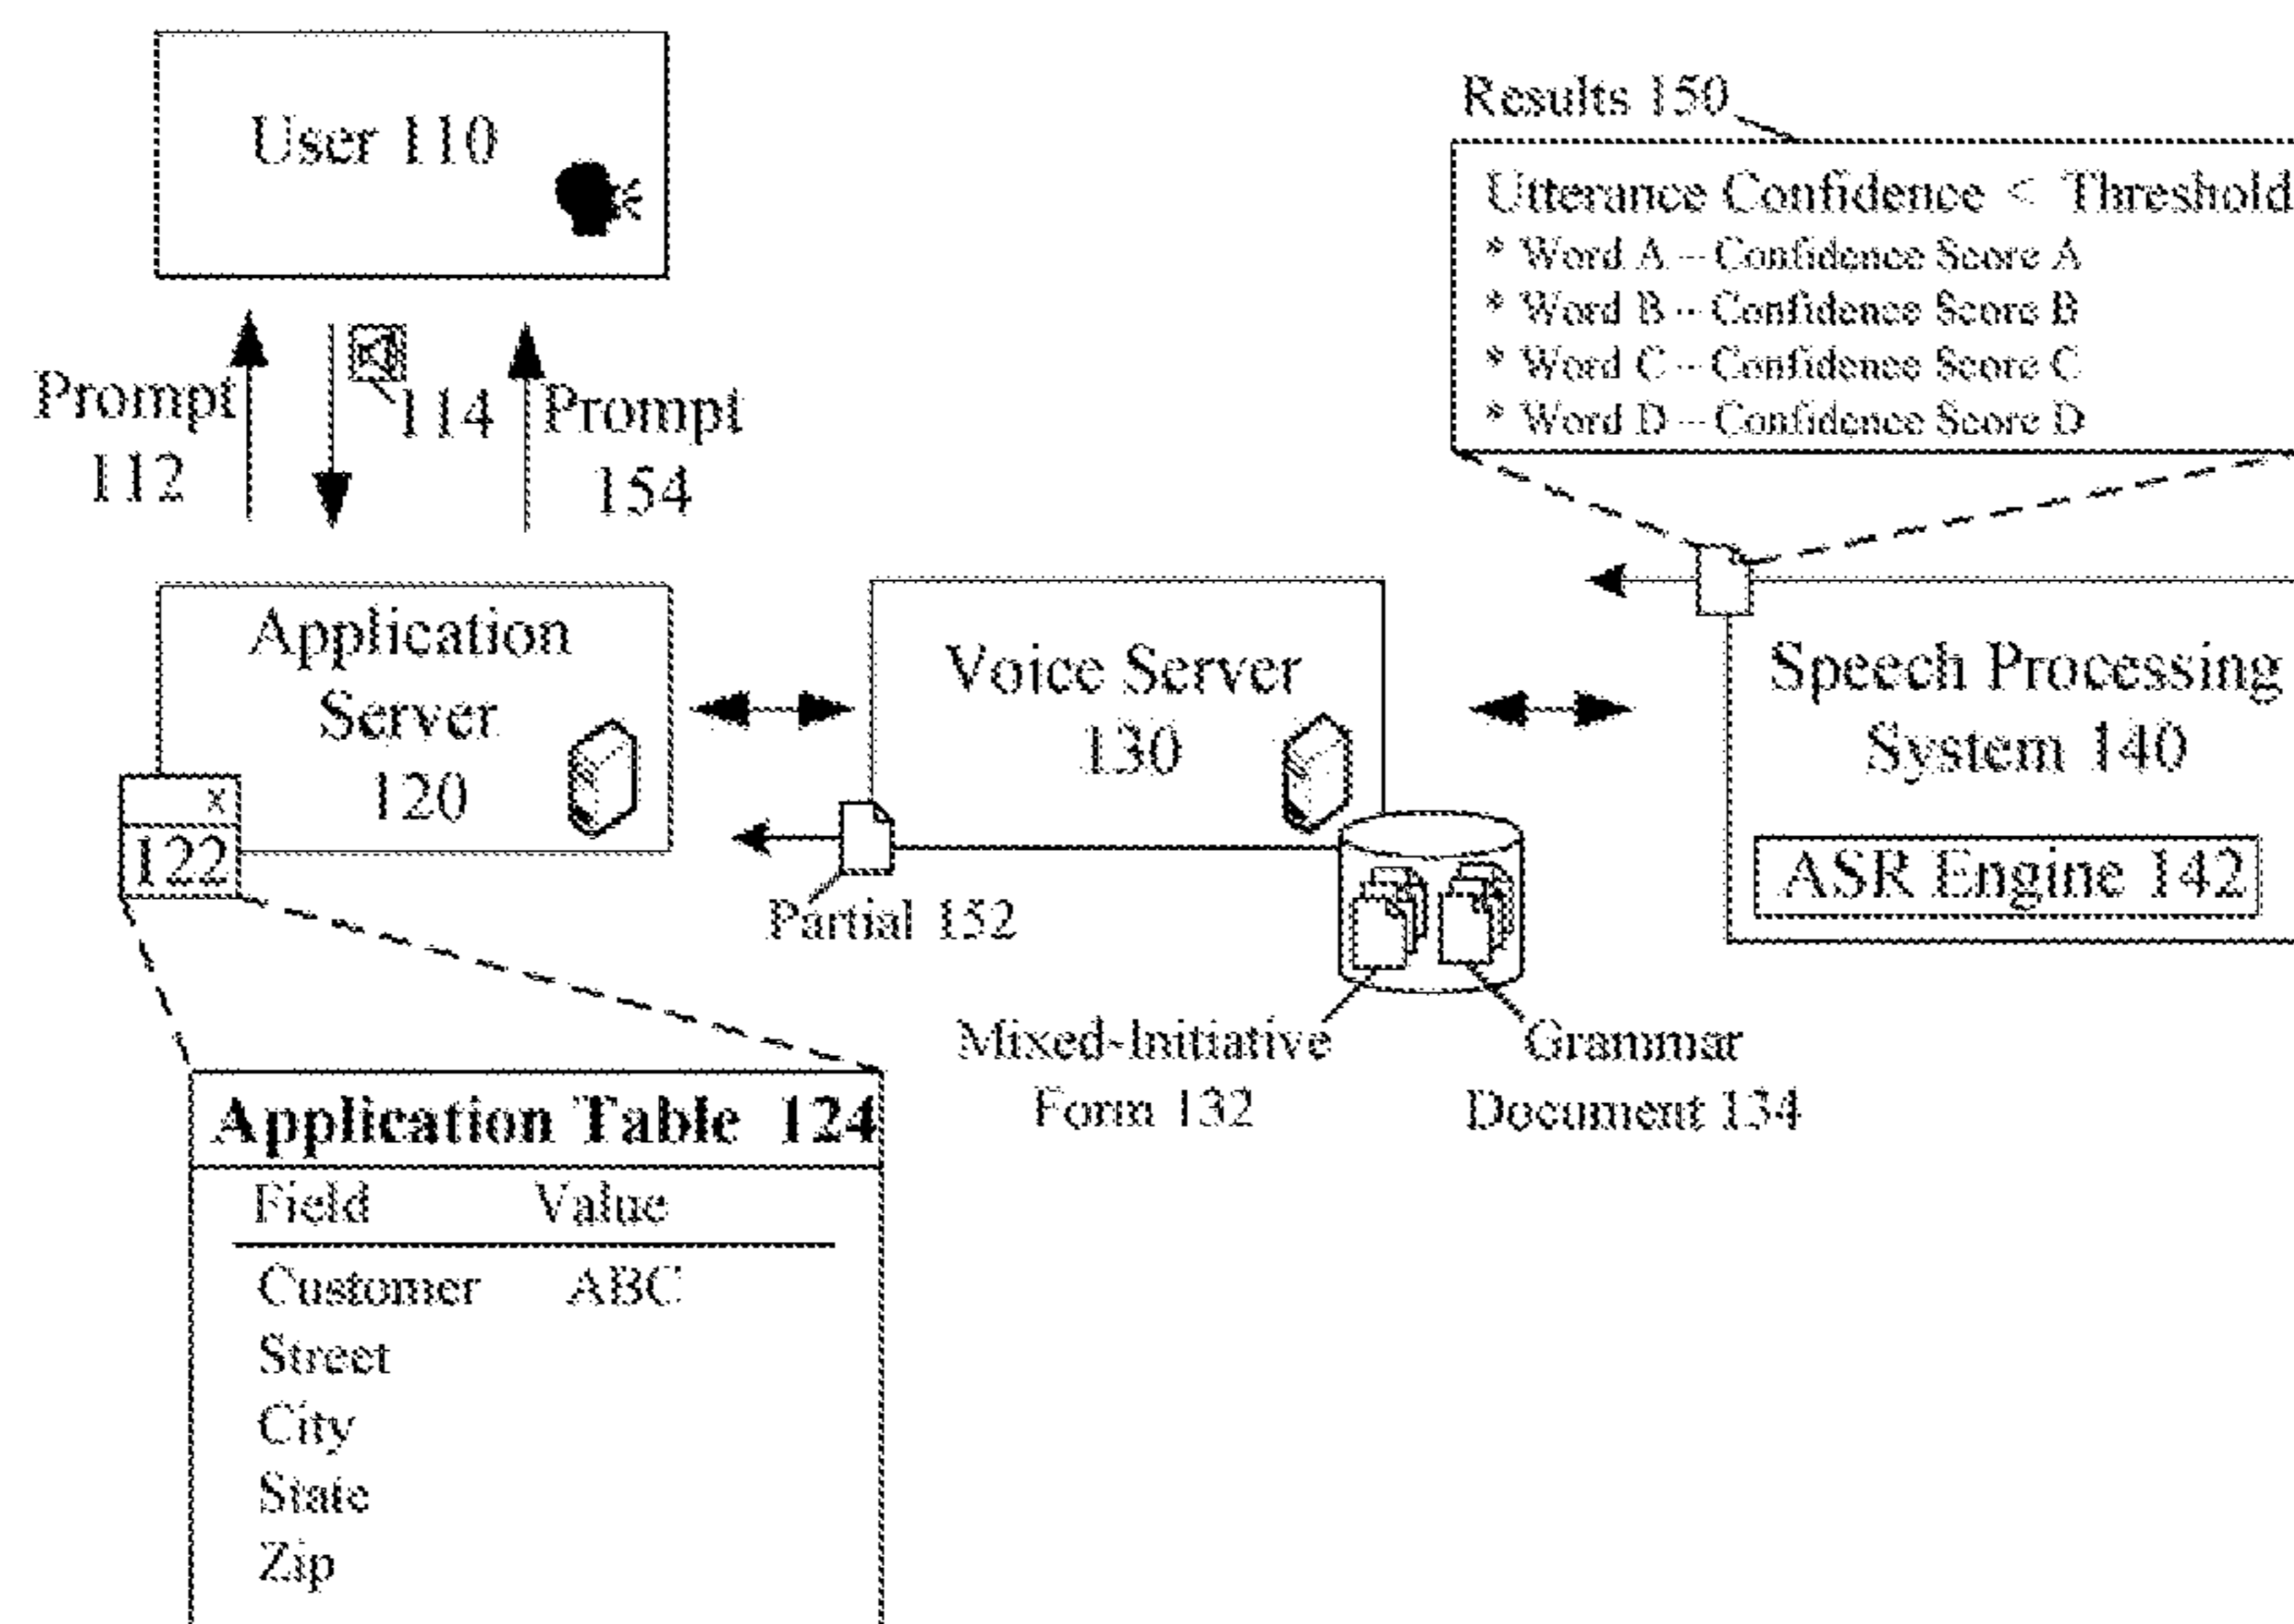 User 110
Results 150
Utterance Confidence < Threshold
* Word A -- Confidence Score A
* Word B -- Confidence Score B
* Word C -- Confidence Score C
* Word D -- Confidence Score D
Prompt
112
114
Prompt
154
Application
Server
120
x
122
Voice Server
130
Partial 152
Speech Processing
System 140
ASR Engine 142
Mixed-Initiative
Form 132
Grammar
Document 134
Application Table 124
Field Value
Customer ABC
Street
City
State
Zip